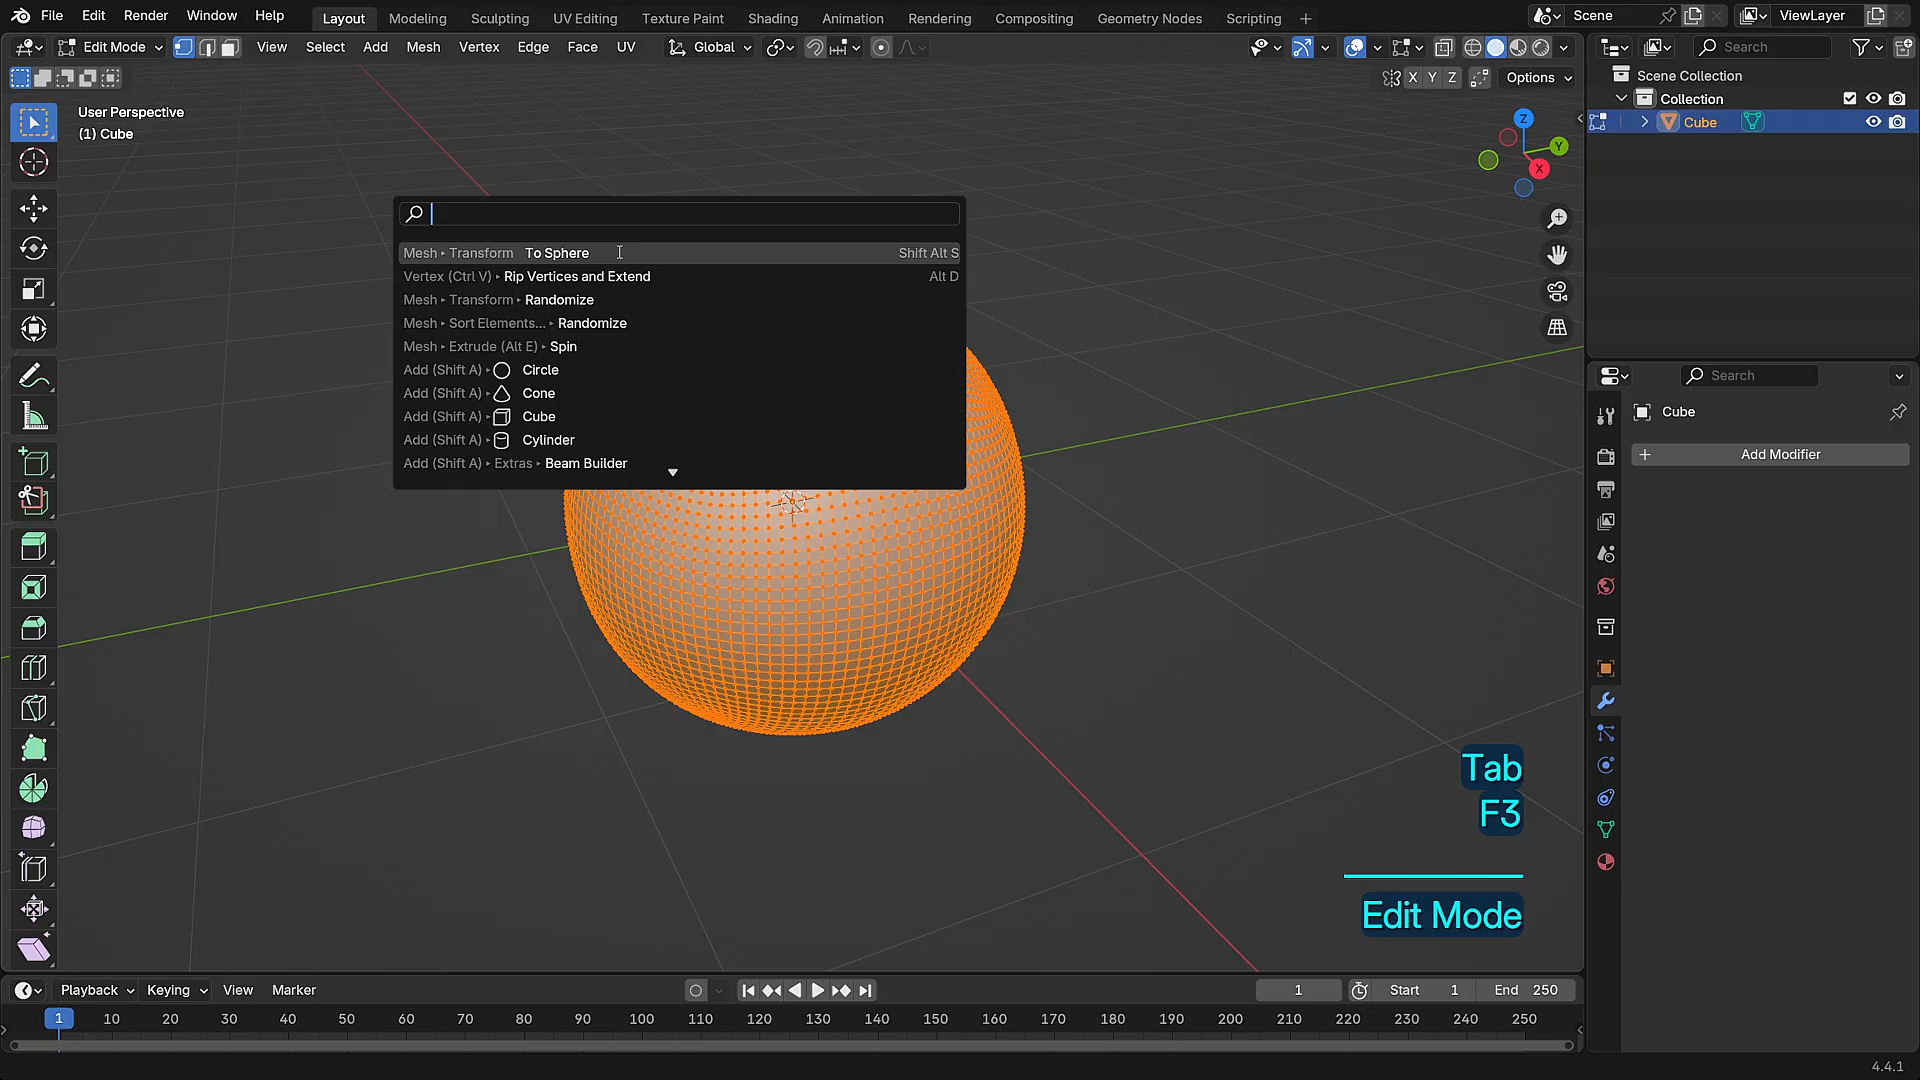 File Edit Render Window Help Layout Modeling Sculpting UV Editing Texture Paint Shading Animation Rendering Compositing Geometry Nodes Scripting + Scene ViewLayer
Edit Mode View Select Add Mesh Vertex Edge Face UV Global Search
X Y Z Options
Scene Collection
Collection
Cube
User Perspective
(1) Cube
Z
Y
X
Mesh ▸ Transform To Sphere Shift Alt S
Vertex (Ctrl V) ▸ Rip Vertices and Extend Alt D
Mesh ▸ Transform ▸ Randomize
Mesh ▸ Sort Elements... ▸ Randomize
Mesh ▸ Extrude (Alt E) ▸ Spin
Add (Shift A) ▸ Circle
Add (Shift A) ▸ Cone
Add (Shift A) ▸ Cube
Add (Shift A) ▸ Cylinder
Add (Shift A) ▸ Extras ▸ Beam Builder
Search
Cube
+ Add Modifier
Tab
F3
Edit Mode
Playback Keying View Marker 1 Start 1 End 250
1 10 20 30 40 50 60 70 80 90 100 110 120 130 140 150 160 170 180 190 200 210 220 230 240 250
4.4.1